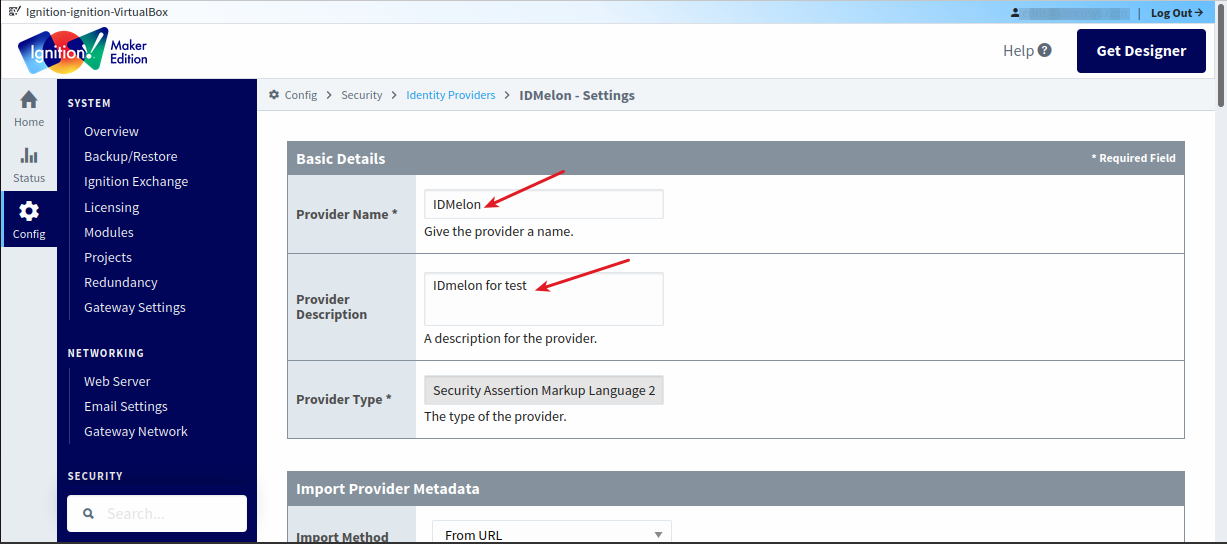 Ignition-ignition-VirtualBox
| Log Out
Ignition! Maker Edition
Help ?
Get Designer
Home
Status
Config
SYSTEM
Overview
Backup/Restore
Ignition Exchange
Licensing
Modules
Projects
Redundancy
Gateway Settings
NETWORKING
Web Server
Email Settings
Gateway Network
SECURITY
Search...
Config > Security > Identity Providers > IDMelon - Settings
Basic Details
* Required Field
Provider Name *
IDMelon
Give the provider a name.
Provider
Description
IDmelon for test
A description for the provider.
Provider Type *
Security Assertion Markup Language 2
The type of the provider.
Import Provider Metadata
Import Method
From URL